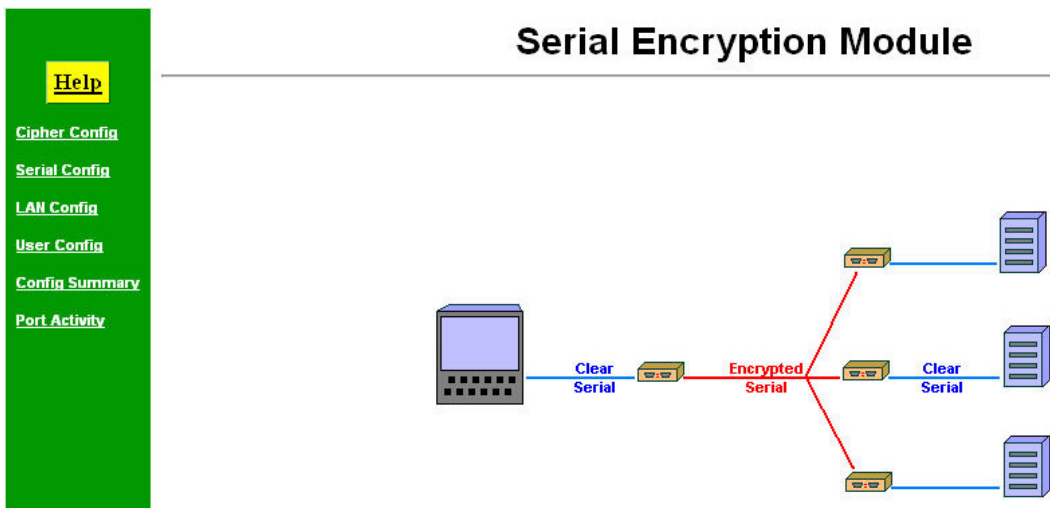 Serial Encryption Module
Help
Cipher Config
Serial Config
LAN Config
User Config
Config Summary
Port Activity
Clear
Serial
Encrypted
Serial
Clear
Serial